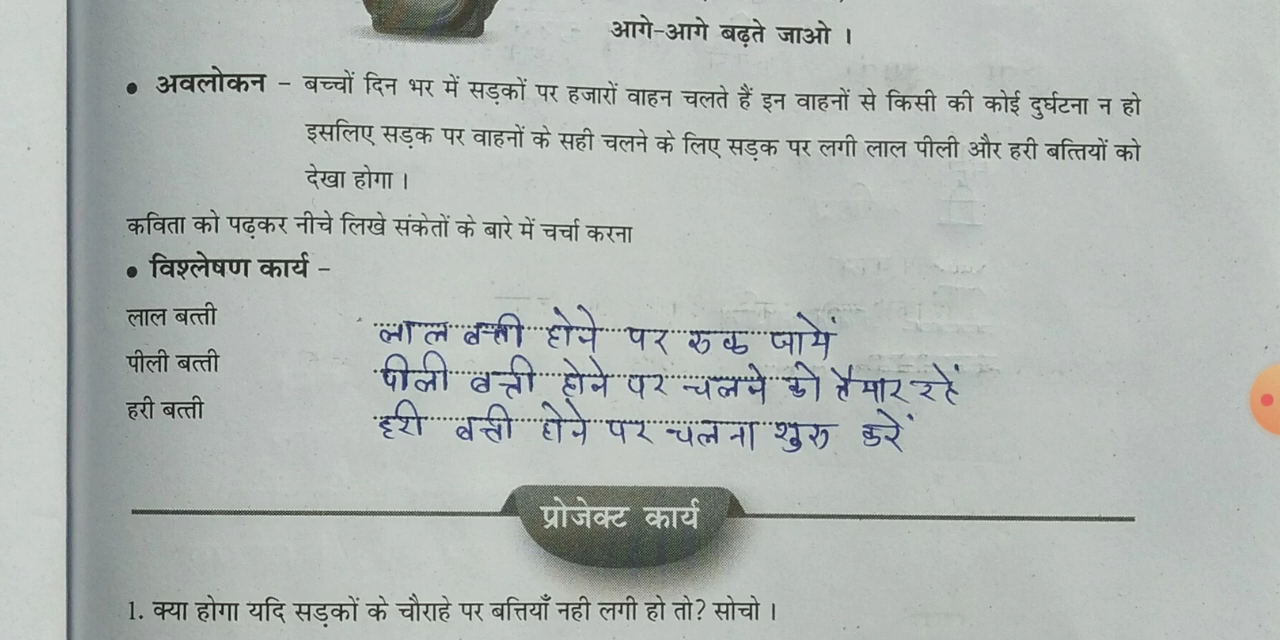 आगे-आगे बढ़ते जाओ ।
• अवलोकन – बच्चों दिन भर में सड़कों पर हजारों वाहन चलते हैं इन वाहनों से किसी की कोई दुर्घटना न हो
इसलिए सड़क पर वाहनों के सही चलने के लिए सड़क पर लगी लाल पीली और हरी बत्तियों को
देखा होगा ।
कविता को पढ़कर नीचे लिखे संकेतों के बारे में चर्चा करना
• विश्लेषण कार्य –
लाल बत्ती लाल बत्ती होने पर रुक जायें
पीली बत्ती पीली बत्ती होने पर चलने को तैयार रहें
हरी बत्ती हरी बत्ती होने पर चलना शुरु करें
प्रोजेक्ट कार्य
1. क्या होगा यदि सड़कों के चौराहे पर बत्तियाँ नही लगी हो तो? सोचो ।